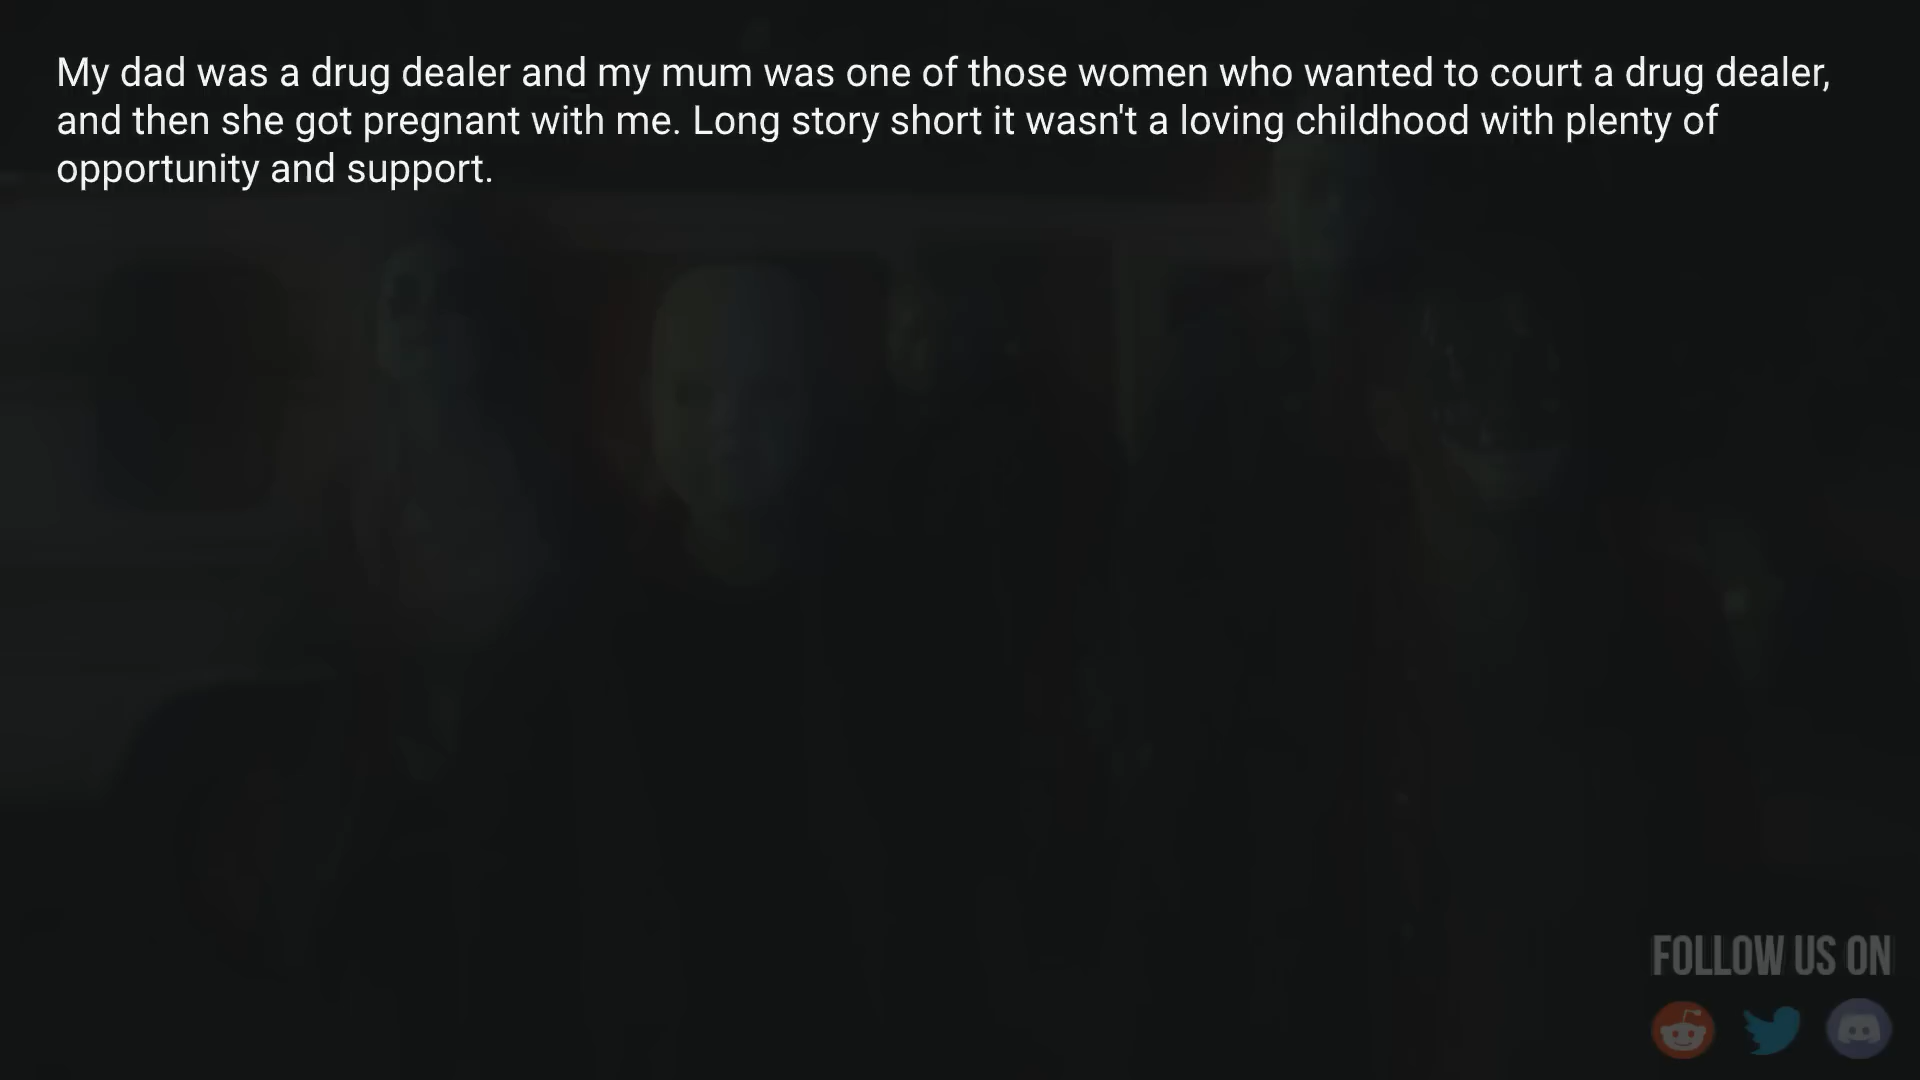 My dad was a drug dealer and my mum was one of those women who wanted to court a drug dealer,
and then she got pregnant with me. Long story short it wasn't a loving childhood with plenty of
opportunity and support.
FOLLOW US ON